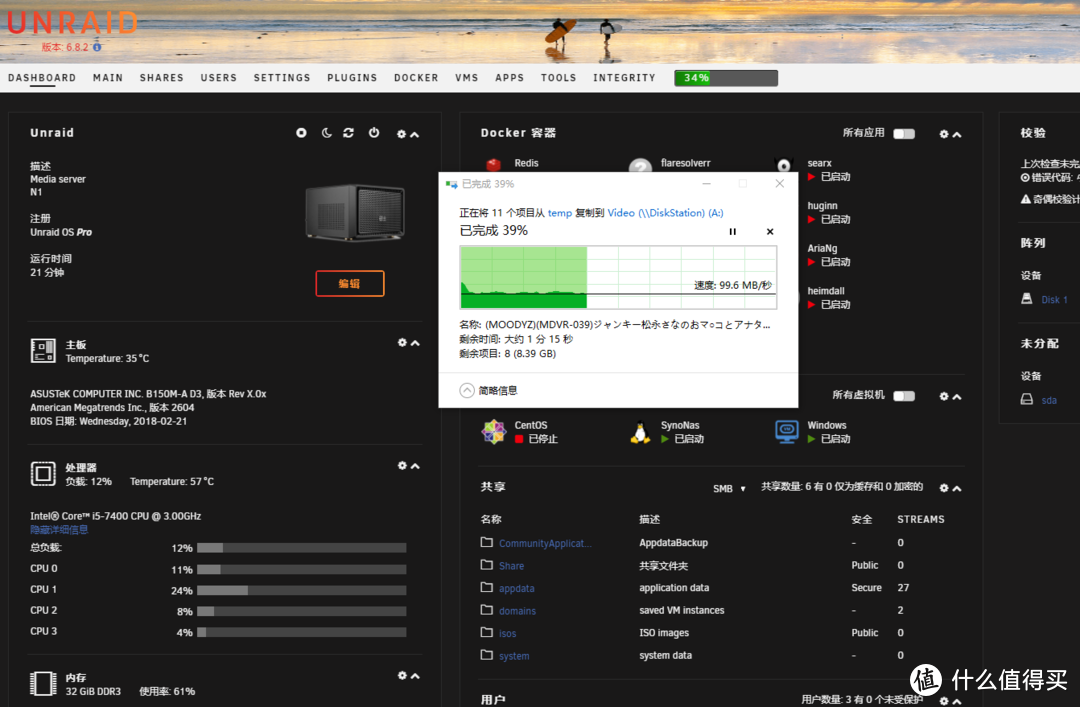 UNRAID
版本: 6.8.2
DASHBOARD MAIN SHARES USERS SETTINGS PLUGINS DOCKER VMS APPS TOOLS INTEGRITY 34%
Unraid
描述
Media server
N1
注册
Unraid OS Pro
运行时间
21 分钟
编辑
主板
Temperature: 35 °C
ASUSTeK COMPUTER INC. B150M-A D3, 版本 Rev X.0x
American Megatrends Inc., 版本 2604
BIOS 日期: Wednesday, 2018-02-21
处理器
负载: 12% Temperature: 57 °C
Intel® Core™ i5-7400 CPU @ 3.00GHz
隐藏详细信息
总负载: 12%
CPU 0 11%
CPU 1 24%
CPU 2 8%
CPU 3 4%
内存
32 GiB DDR3 使用率: 61%
Docker 容器 所有应用
Redis
flaresolverr
searx
已启动
huginn
已启动
AriaNg
已启动
heimdall
已启动
已完成 39%
正在将 11 个项目从 temp 复制到 Video (\\DiskStation) (A:)
已完成 39%
速度: 99.6 MB/秒
名称: (MOODYZ)(MDVR-039)ジャンキー松永さなのおマ○コとアナタ...
剩余时间: 大约 1 分 15 秒
剩余项目: 8 (8.39 GB)
简略信息
所有虚拟机
CentOS
已停止
SynoNas
已启动
Windows
已启动
共享 SMB 共享数量: 6 有 0 仅为缓存和 0 加密的
名称 描述 安全 STREAMS
CommunityApplicat... AppdataBackup - 0
Share 共享文件夹 Public 0
appdata application data Secure 27
domains saved VM instances - 2
isos ISO images Public 0
system system data - 0
用户 用户数量: 3 有 0 个未受保护
校验
上次检查未完
错误代码:
奇偶校验计
阵列
设备
Disk 1
未分配
设备
sda
值 什么值得买